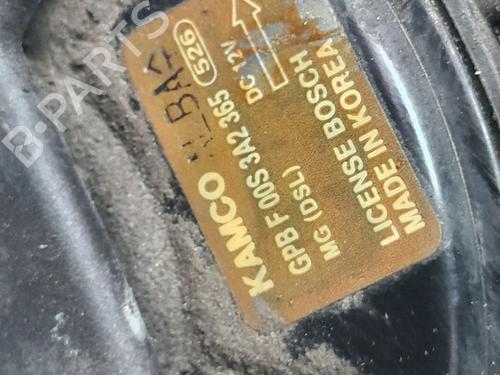 KAMCO
GPB F 00S 3A2 365
526
DC 12V
MG (DSL)
LICENSE BOSCH
MADE IN KOREA
B-PARTS